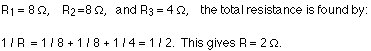 R₁ = 8 Ω, R₂ =8 Ω, and R₃ = 4 Ω, the total resistance is found by:
1 / R = 1 / 8 + 1 / 8 + 1 / 4 = 1 / 2. This gives R = 2 Ω.